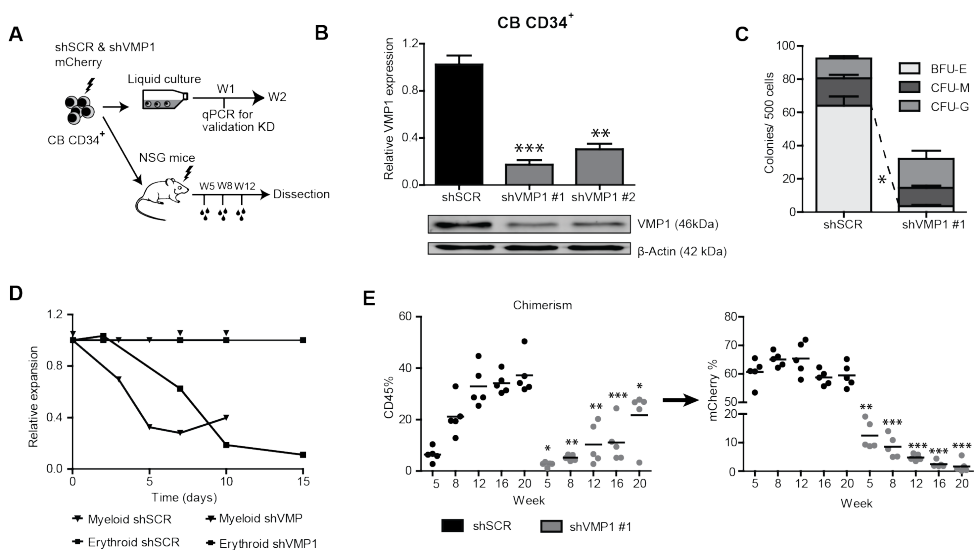 A
shSCR & shVMP1
mCherry
Liquid culture
W1
W2
qPCR for
validation KD
CB CD34+
NSG mice
W5 W8 W12
Dissection
B
CB CD34+
Relative VMP1 expression
1.2
0.8
0.4
0.0
***
**
shSCR
shVMP1 #1
shVMP1 #2
VMP1 (46kDa)
β-Actin (42 kDa)
C
Colonies/ 500 cells
100
80
60
40
20
0
*
BFU-E
CFU-M
CFU-G
shSCR
shVMP1 #1
D
Relative expansion
1.2
0.8
0.4
0.0
0 5 10 15
Time (days)
Myeloid shSCR
Myeloid shVMP
Erythroid shSCR
Erythroid shVMP1
E
Chimerism
CD45%
60
40
20
0
* ** ** *** *
5 8 12 16 20 5 8 12 16 20
Week
mCherry %
80
70
60
50
20
10
0
** *** *** *** ***
5 8 12 16 20 5 8 12 16 20
Week
shSCR
shVMP1 #1